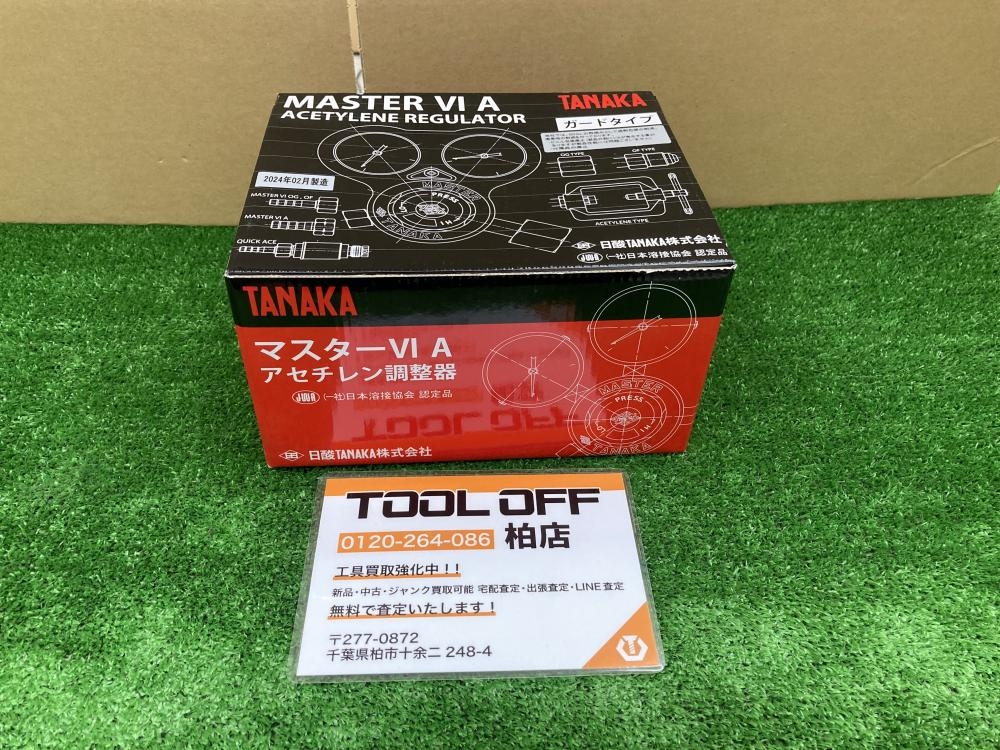 MASTER VI A
ACETYLENE REGULATOR
TANAKA
ガードタイプ
OG TYPE
OF TYPE
2024年02月製造
MASTER VI OG , OF
MASTER VI A
QUICK ACE
MASTER
PRESS
LO
HI
TANAKA
ACETYLENE TYPE
日酸TANAKA株式会社
JWA (一社)日本溶接協会 認定品
TANAKA
マスターVI A
アセチレン調整器
JWA (一社)日本溶接協会 認定品
日酸TANAKA株式会社
MASTER
PRESS
LO
HI
TANAKA
TOOL OFF
0120-264-086 柏店
工具買取強化中!!
新品・中古・ジャンク買取可能 宅配査定・出張査定・LINE査定
無料で査定いたします!
〒277-0872
千葉県柏市十余二 248-4